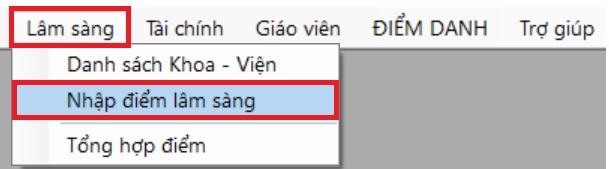 Lâm sàng Tài chính Giáo viên ĐIỂM DANH Trợ giúp
Danh sách Khoa - Viện
Nhập điểm lâm sàng
Tổng hợp điểm